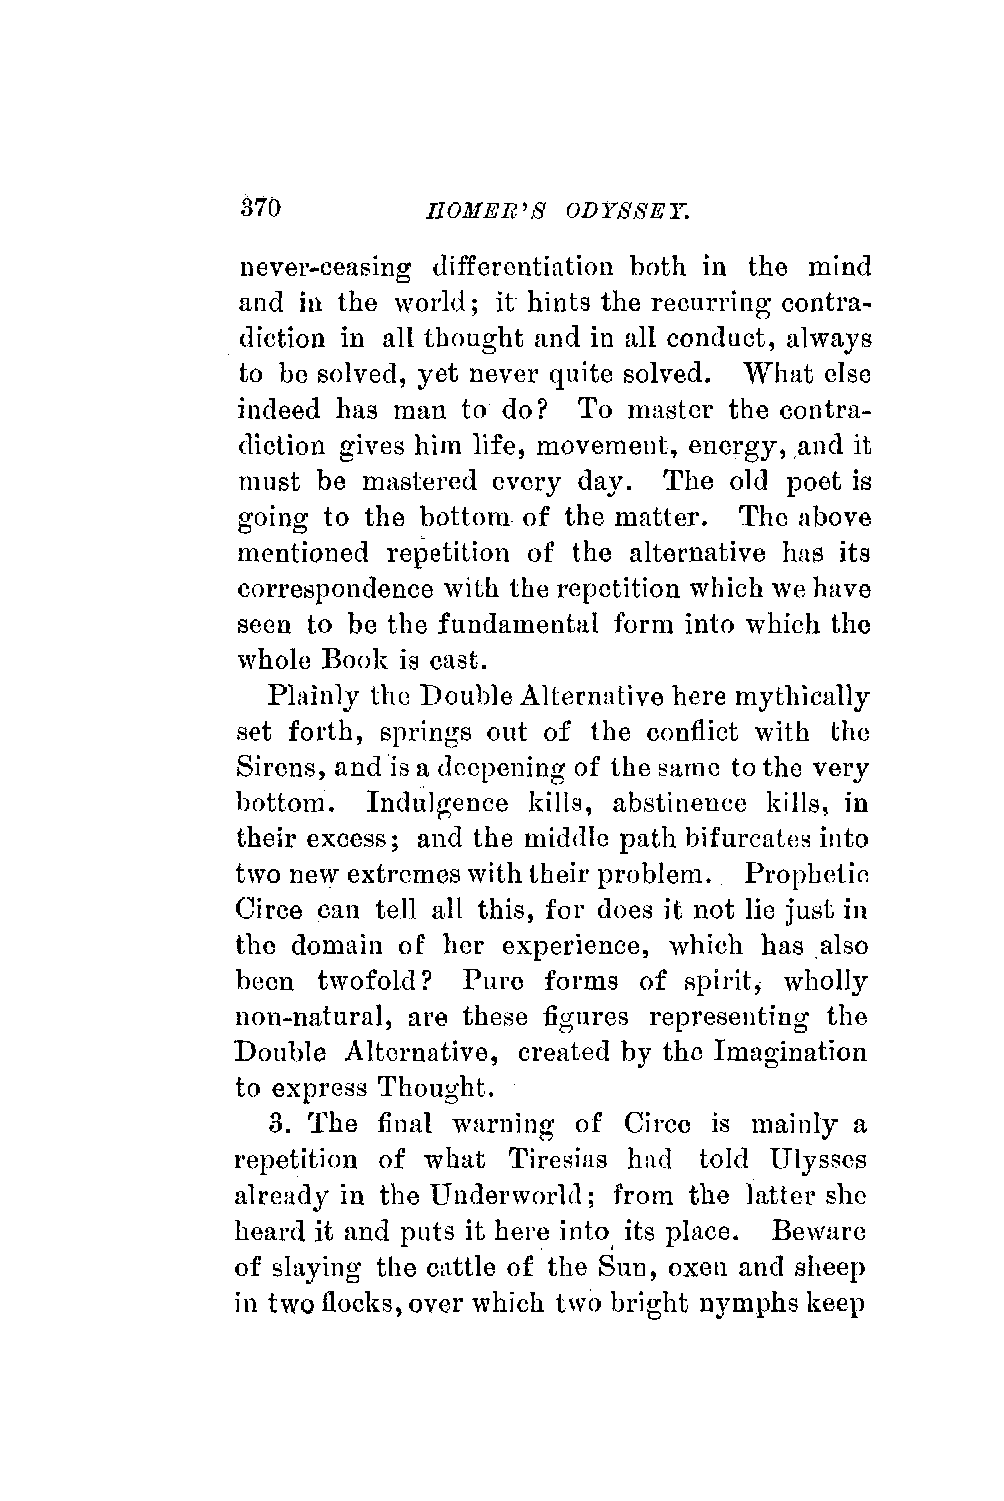 370 HOMER'S ODYSSEY.
never-ceasing differentiation both in the mind
and in the world; it hints the recurring contra-
diction in all thought and in all conduct, always
to be solved, yet never quite solved. What else
indeed has man to do? To master the contra-
diction gives him life, movement, energy, and it
must be mastered every day. The old poet is
going to the bottom of the matter. The above
mentioned repetition of the alternative has its
correspondence with the repetition which we have
seen to be the fundamental form into which the
whole Book is cast.
Plainly the Double Alternative here mythically
set forth, springs out of the conflict with the
Sirens, and is a deepening of the same to the very
bottom. Indulgence kills, abstinence kills, in
their excess; and the middle path bifurcates into
two new extremes with their problem. Prophetic
Circe can tell all this, for does it not lie just in
the domain of her experience, which has also
been twofold? Pure forms of spirit, wholly
non-natural, are these figures representing the
Double Alternative, created by the Imagination
to express Thought.
3. The final warning of Circe is mainly a
repetition of what Tiresias had told Ulysses
already in the Underworld; from the latter she
heard it and puts it here into its place. Beware
of slaying the cattle of the Sun, oxen and sheep
in two flocks, over which two bright nymphs keep